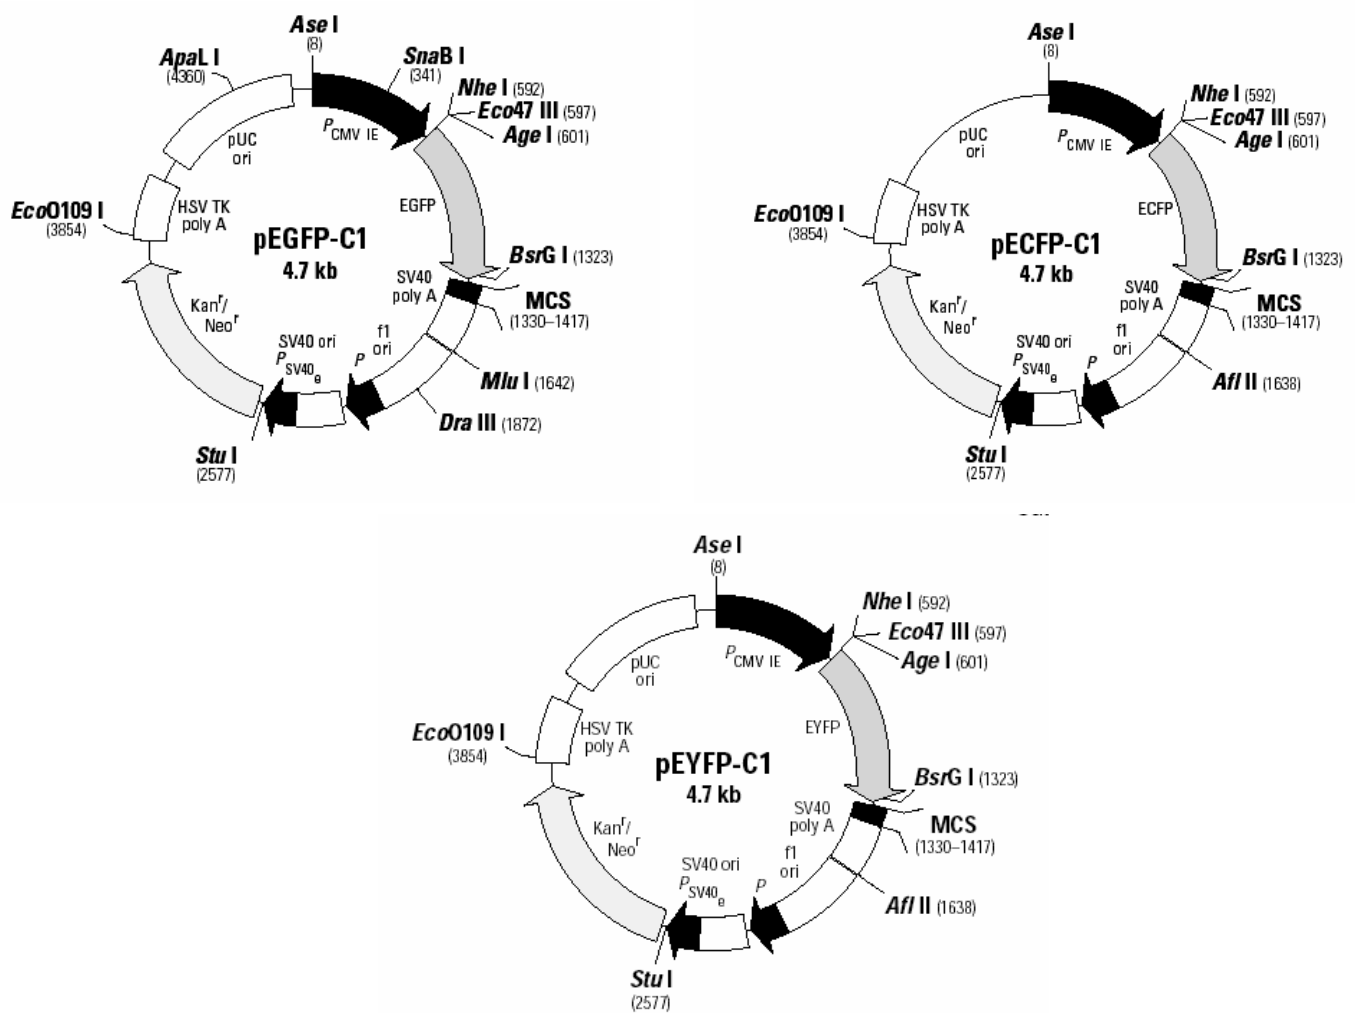 Ase I
(8)
ApaL I
(4360)
SnaB I
(341)
Nhe I (592)
Eco47 III (597)
Age I (601)
PCMV IE
pUC
ori
EcoO109 I
(3854)
HSV TK
poly A
EGFP
pEGFP-C1
4.7 kb
BsrG I (1323)
SV40
poly A
MCS
(1330–1417)
Kanr/
Neor
f1
ori
SV40 ori
PSV40e
P
Mlu I (1642)
Dra III (1872)
Stu I
(2577)
Ase I
(8)
Nhe I (592)
Eco47 III (597)
Age I (601)
PCMV IE
pUC
ori
EcoO109 I
(3854)
HSV TK
poly A
ECFP
pECFP-C1
4.7 kb
BsrG I (1323)
SV40
poly A
MCS
(1330–1417)
Kanr/
Neor
f1
ori
SV40 ori
PSV40e
P
Afl II (1638)
Stu I
(2577)
Ase I
(8)
Nhe I (592)
Eco47 III (597)
Age I (601)
PCMV IE
pUC
ori
EcoO109 I
(3854)
HSV TK
poly A
EYFP
pEYFP-C1
4.7 kb
BsrG I (1323)
SV40
poly A
MCS
(1330–1417)
Kanr/
Neor
f1
ori
SV40 ori
PSV40e
P
Afl II (1638)
Stu I
(2577)